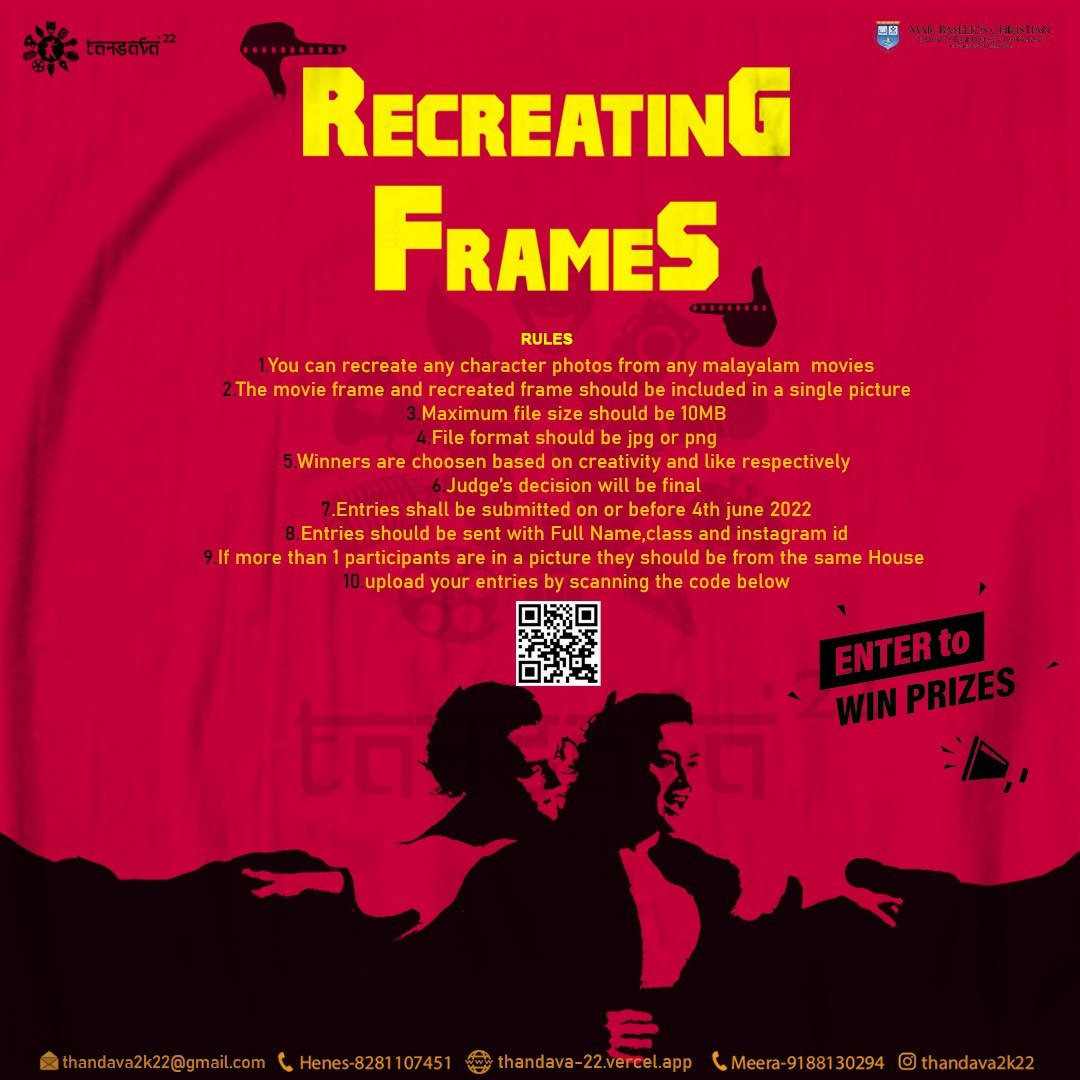 tandava'22
MAR BASELIOS CHRISTIAN
RECREATING
FRAMES
RULES
1.You can recreate any character photos from any malayalam movies
2.The movie frame and recreated frame should be included in a single picture
3.Maximum file size should be 10MB
4.File format should be jpg or png
5.Winners are choosen based on creativity and like respectively
6.Judge's decision will be final
7.Entries shall be submitted on or before 4th june 2022
8.Entries should be sent with Full Name,class and instagram id
9.If more than 1 participants are in a picture they should be from the same House
10.upload your entries by scanning the code below
ENTER to
WIN PRIZES
tandava'2
thandava2k22@gmail.com Henes-8281107451 thandava-22.vercel.app Meera-9188130294 thandava2k22